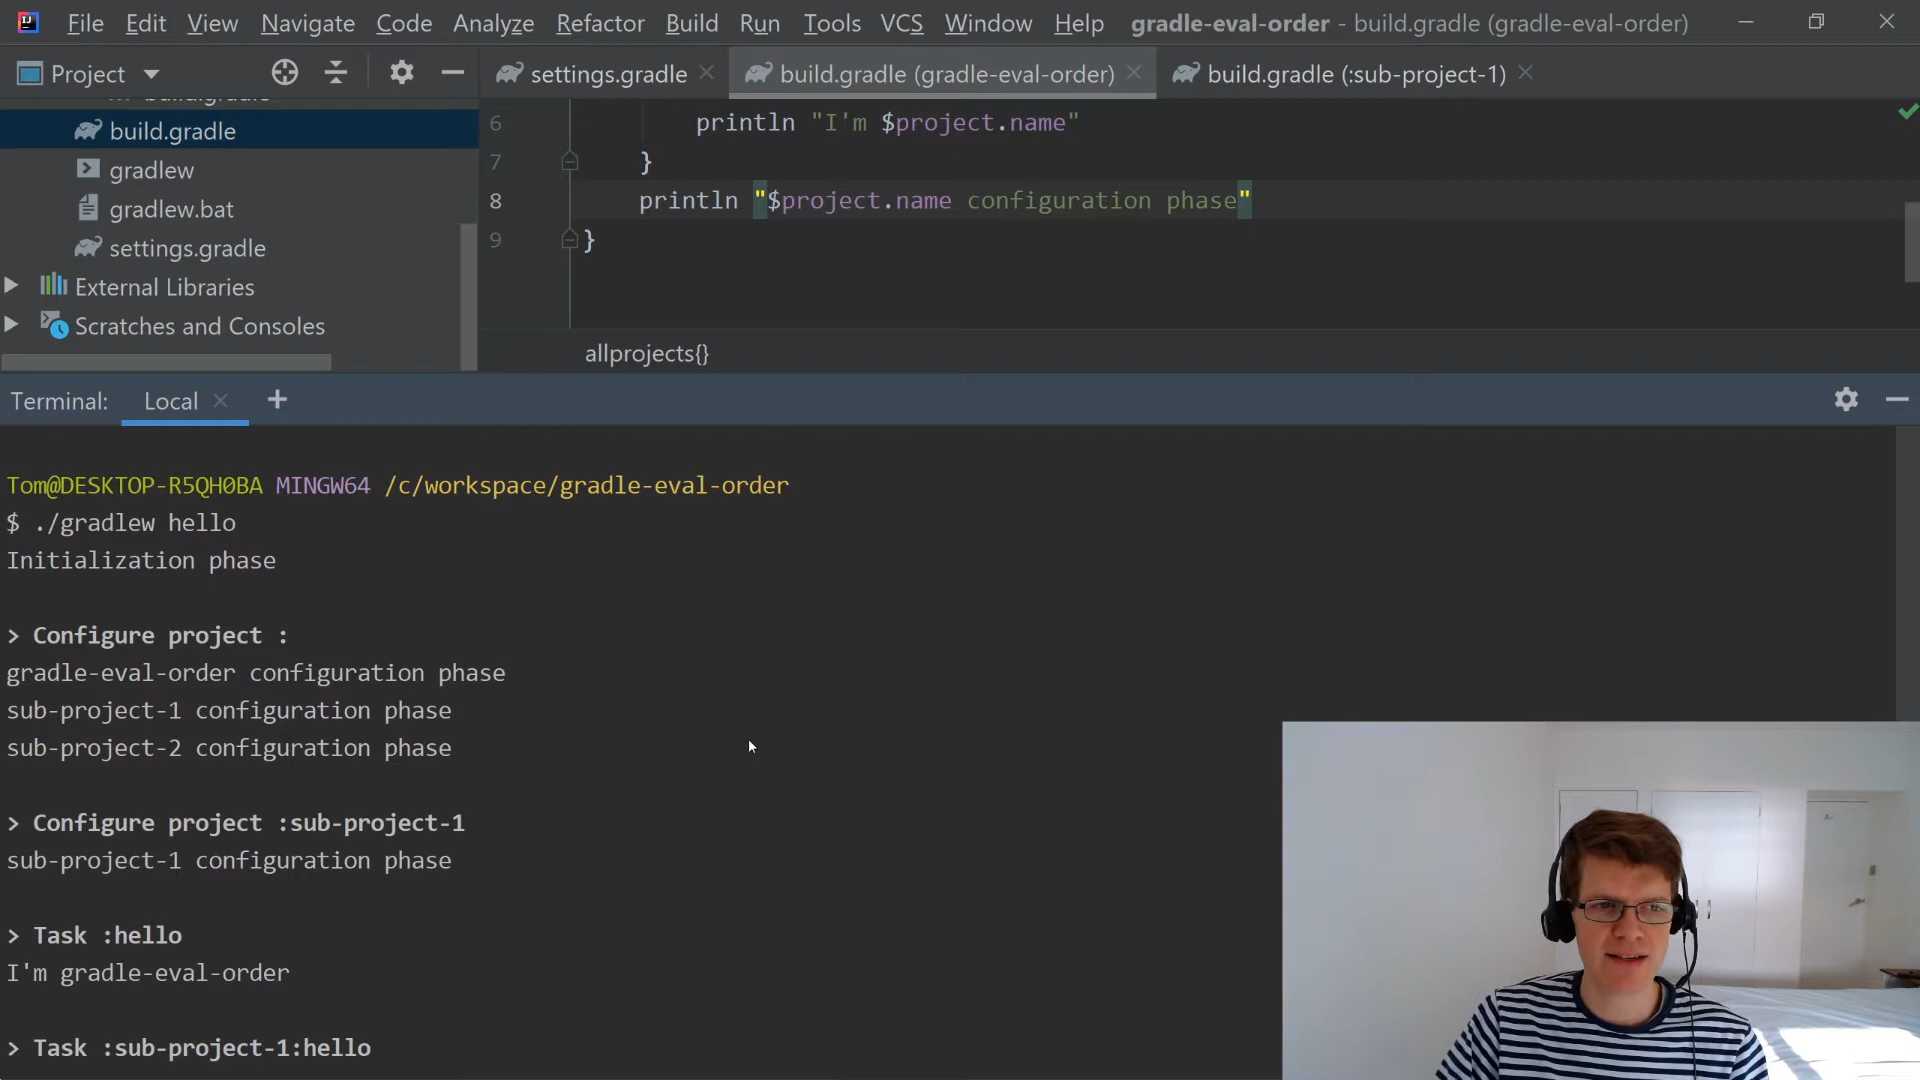 File Edit View Navigate Code Analyze Refactor Build Run Tools VCS Window Help gradle-eval-order - build.gradle (gradle-eval-order)
Project settings.gradle build.gradle (gradle-eval-order) build.gradle (:sub-project-1)
build.gradle
gradlew
gradlew.bat
settings.gradle
External Libraries
Scratches and Consoles
6 println "I'm $project.name"
7 }
8 println "$project.name configuration phase"
9 }
allprojects{}
Terminal: Local +
Tom@DESKTOP-R5QH0BA MINGW64 /c/workspace/gradle-eval-order
$ ./gradlew hello
Initialization phase
> Configure project :
gradle-eval-order configuration phase
sub-project-1 configuration phase
sub-project-2 configuration phase
> Configure project :sub-project-1
sub-project-1 configuration phase
> Task :hello
I'm gradle-eval-order
> Task :sub-project-1:hello